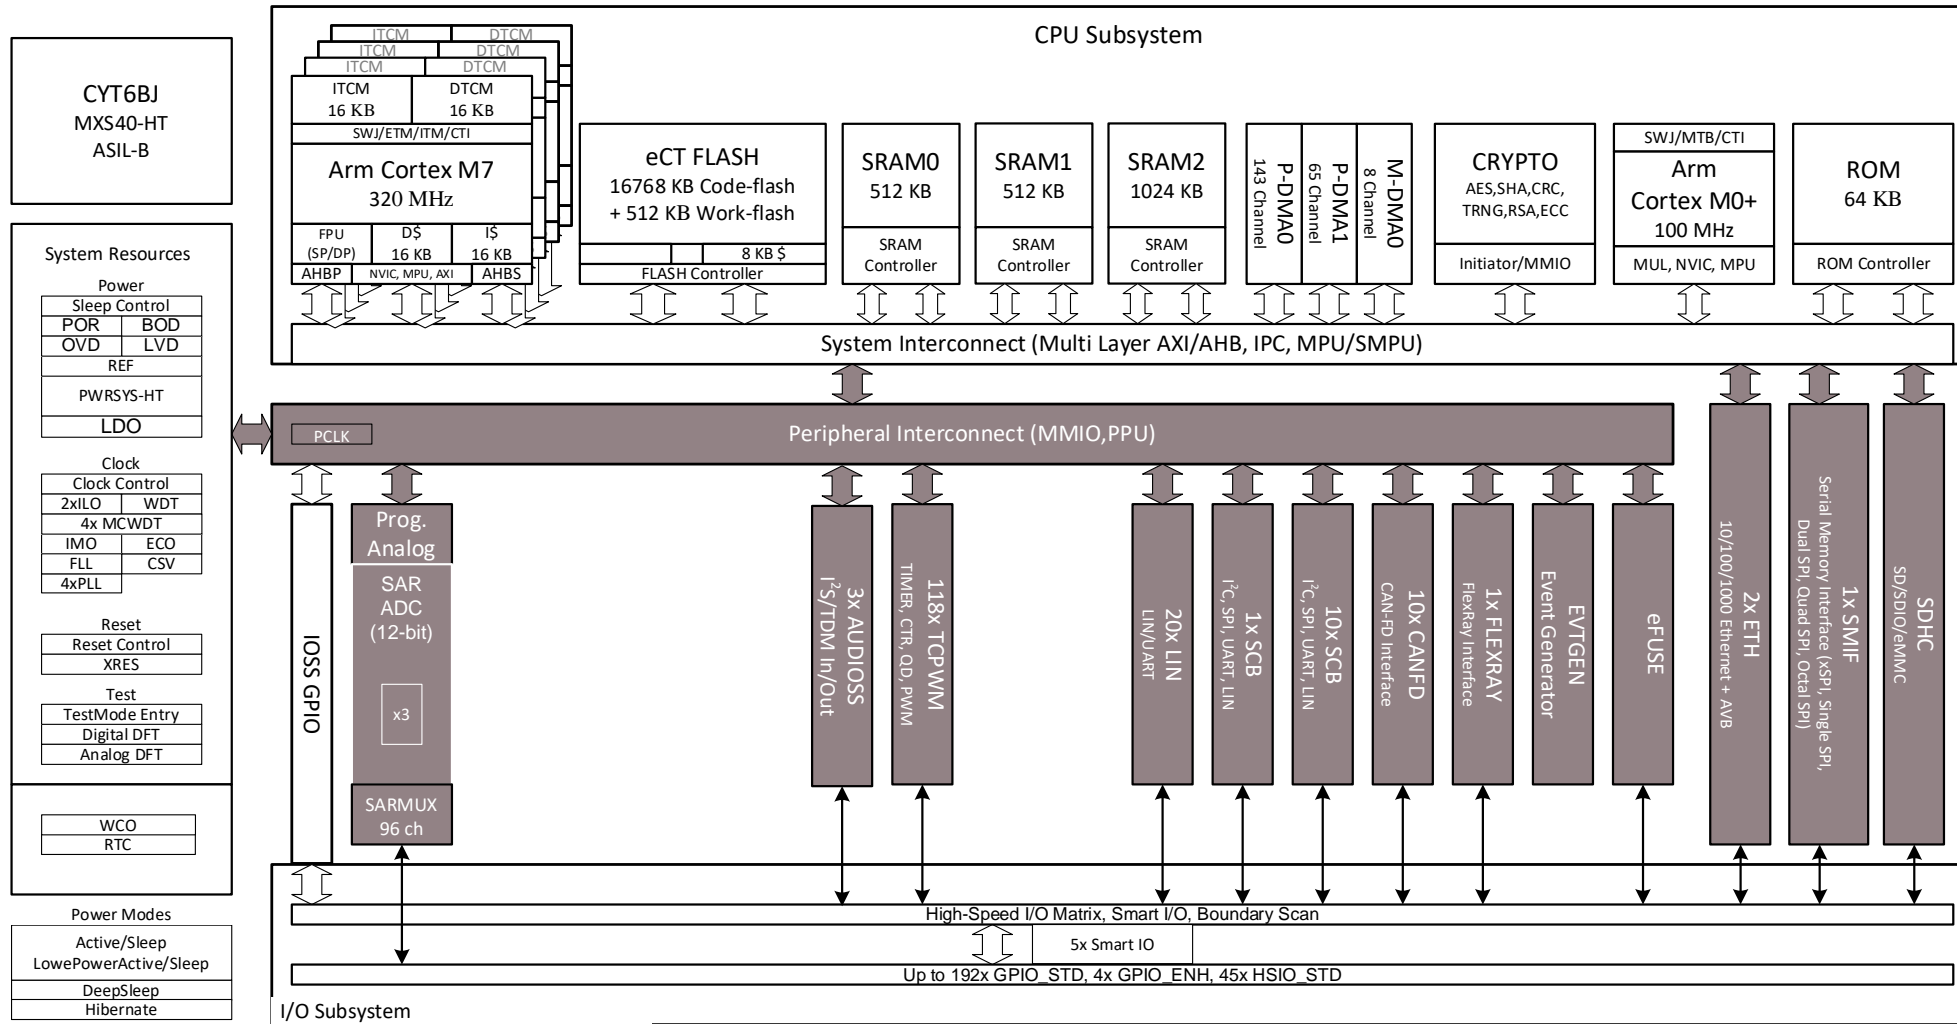 CYT6BJ
MXS40-HT
ASIL-B
System Resources
Power
Sleep Control
POR
BOD
OVD
LVD
REF
PWRSYS-HT
LDO
Clock
Clock Control
2xILO
WDT
4x MCWDT
IMO
ECO
FLL
CSV
4xPLL
Reset
Reset Control
XRES
Test
TestMode Entry
Digital DFT
Analog DFT
WCO
RTC
Power Modes
Active/Sleep
LowePowerActive/Sleep
DeepSleep
Hibernate
CPU Subsystem
ITCM
DTCM
ITCM
DTCM
ITCM
DTCM
ITCM
16 KB
DTCM
16 KB
SWJ/ETM/ITM/CTI
Arm Cortex M7
320 MHz
FPU
(SP/DP)
D$
16 KB
I$
16 KB
AHBP
NVIC, MPU, AXI
AHBS
eCT FLASH
16768 KB Code-flash
+ 512 KB Work-flash
8 KB $
FLASH Controller
SRAM0
512 KB
SRAM
Controller
SRAM1
512 KB
SRAM
Controller
SRAM2
1024 KB
SRAM
Controller
P-DMA0
143 Channel
P-DMA1
65 Channel
M-DMA0
8 Channel
CRYPTO
AES,SHA,CRC,
TRNG,RSA,ECC
Initiator/MMIO
SWJ/MTB/CTI
Arm
Cortex M0+
100 MHz
MUL, NVIC, MPU
ROM
64 KB
ROM Controller
System Interconnect (Multi Layer AXI/AHB, IPC, MPU/SMPU)
PCLK
Peripheral Interconnect (MMIO,PPU)
IOSS GPIO
Prog.
Analog
SAR
ADC
(12-bit)
x3
SARMUX
96 ch
3x AUDIOSS
I²S/TDM In/Out
118x TCPWM
TIMER, CTR, QD, PWM
20x LIN
LIN/UART
1x SCB
I²C, SPI, UART, LIN
10x SCB
I²C, SPI, UART, LIN
10x CANFD
CAN-FD Interface
1x FLEXRAY
FlexRay Interface
EVTGEN
Event Generator
eFUSE
2x ETH
10/100/1000 Ethernet + AVB
1x SMIF
Serial Memory Interface (xSPI, Single SPI,
Dual SPI, Quad SPI, Octal SPI)
SDHC
SD/SDIO/eMMC
High-Speed I/O Matrix, Smart I/O, Boundary Scan
5x Smart IO
Up to 192x GPIO_STD, 4x GPIO_ENH, 45x HSIO_STD
I/O Subsystem